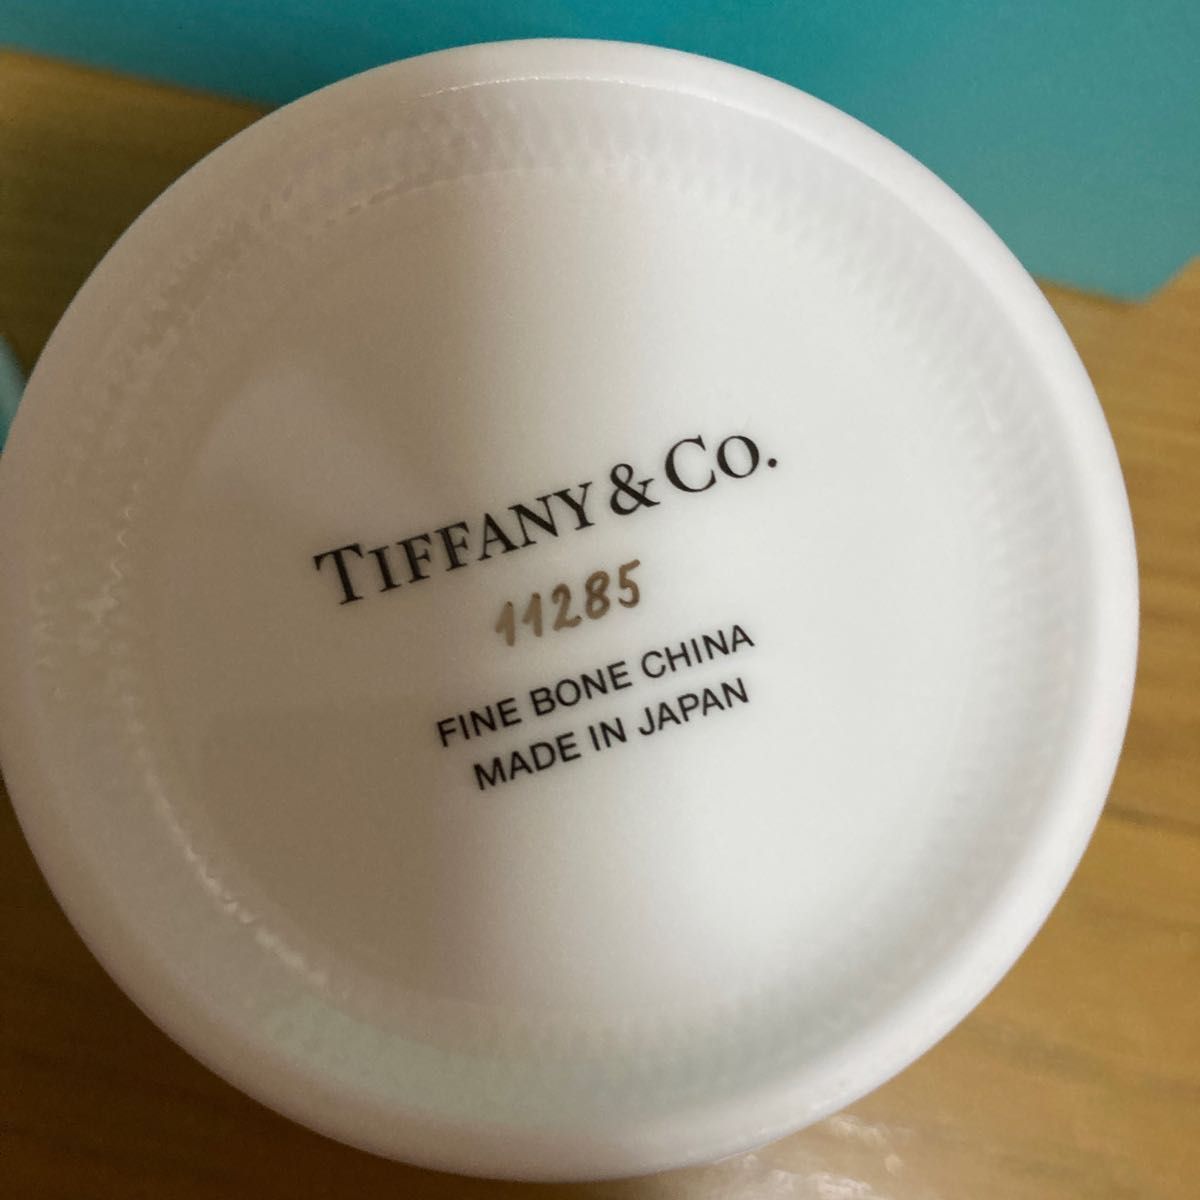 TIFFANY & CO.
11285
FINE BONE CHINA
MADE IN JAPAN